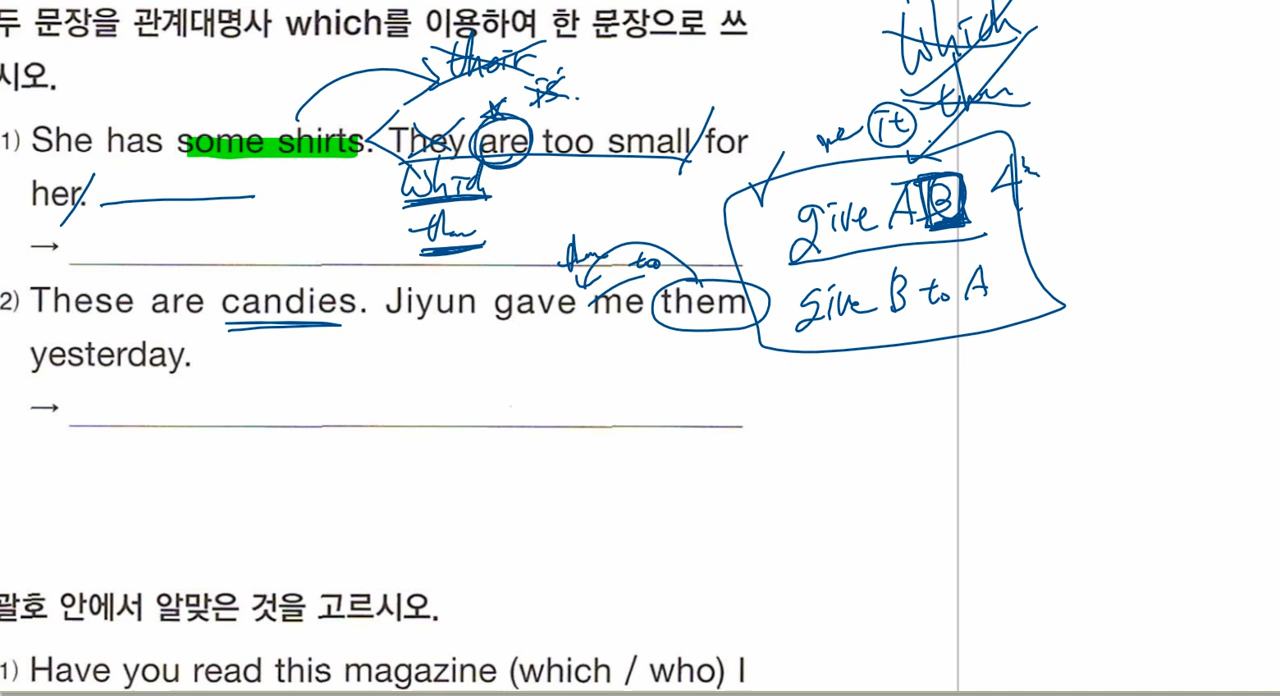 두 문장을 관계대명사 which를 이용하여 한 문장으로 쓰
시오.
which
their
is.
me it
1) She has some shirts. They are too small for
her.
which
→
give A B 4
give B to A
to
2) These are candies. Jiyun gave me them
yesterday.
→
괄호 안에서 알맞은 것을 고르시오.
1) Have you read this magazine (which / who) I